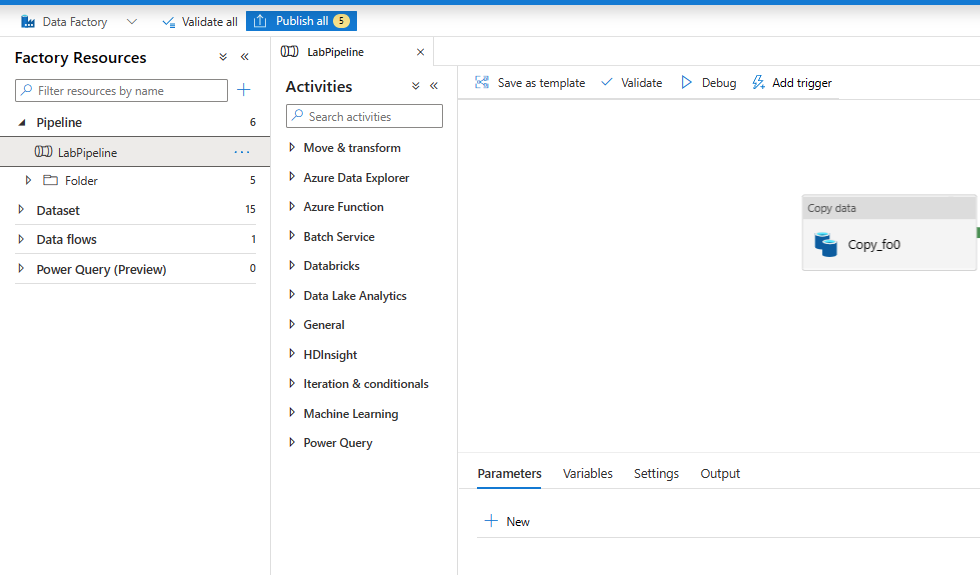 Data Factory
Validate all
Publish all 5
Factory Resources
Filter resources by name
Pipeline 6
LabPipeline
Folder 5
Dataset 15
Data flows 1
Power Query (Preview) 0
LabPipeline
Activities
Search activities
Move & transform
Azure Data Explorer
Azure Function
Batch Service
Databricks
Data Lake Analytics
General
HDInsight
Iteration & conditionals
Machine Learning
Power Query
Save as template Validate Debug Add trigger
Copy data
Copy_fo0
Parameters Variables Settings Output
New